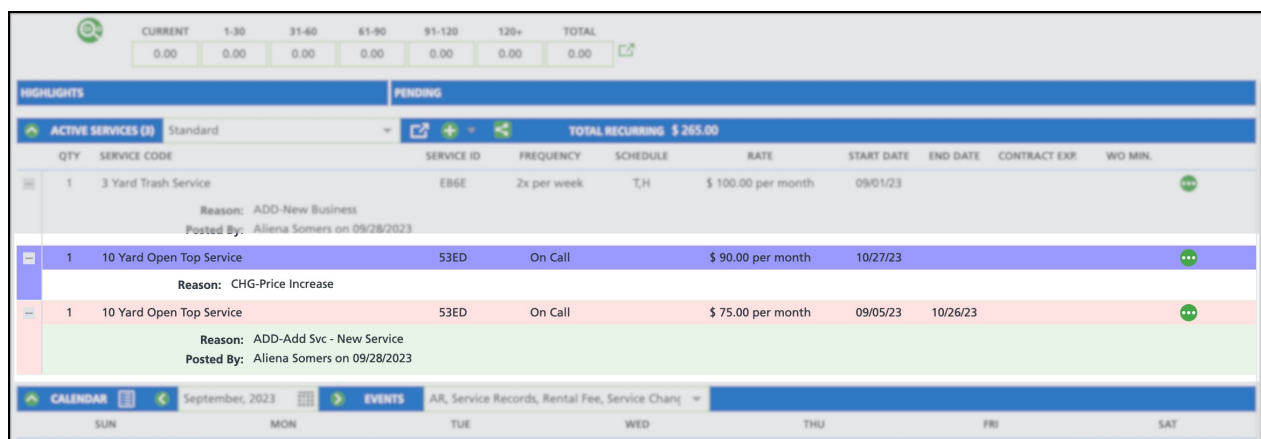 CURRENT 1-30 31-60 61-90 91-120 120+ TOTAL
0.00 0.00 0.00 0.00 0.00 0.00 0.00
HIGHLIGHTS PENDING
ACTIVE SERVICES (3) Standard TOTAL RECURRING $ 265.00
QTY SERVICE CODE SERVICE ID FREQUENCY SCHEDULE RATE START DATE END DATE CONTRACT EXP. WO MIN.
1 3 Yard Trash Service EB6E 2x per week T,H $ 100.00 per month 09/01/23
Reason: ADD-New Business
Posted By: Aliena Somers on 09/28/2023
1 10 Yard Open Top Service 53ED On Call $ 90.00 per month 10/27/23
Reason: CHG-Price Increase
1 10 Yard Open Top Service 53ED On Call $ 75.00 per month 09/05/23 10/26/23
Reason: ADD-Add Svc - New Service
Posted By: Aliena Somers on 09/28/2023
CALENDAR September, 2023 EVENTS AR, Service Records, Rental Fee, Service Chang
SUN MON TUE WED THU FRI SAT